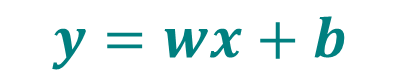 y = wx + b